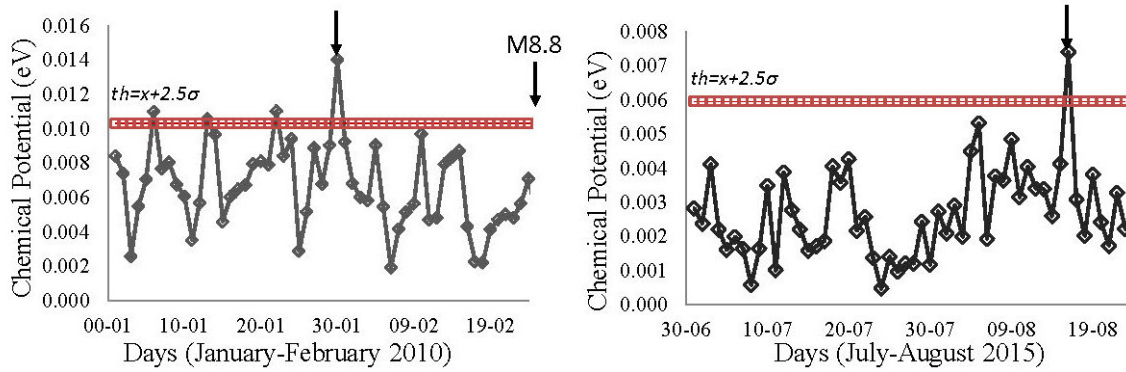 Chemical Potential (eV)
0.016
0.014
0.012
0.010
0.008
0.006
0.004
0.002
0.000
th=x+2.5σ
M8.8
00-01 10-01 20-01 30-01 09-02 19-02
Days (January-February 2010)
Chemical Potential (eV)
0.008
0.007
0.006
0.005
0.004
0.003
0.002
0.001
0.000
th=x+2.5σ
30-06 10-07 20-07 30-07 09-08 19-08
Days (July-August 2015)